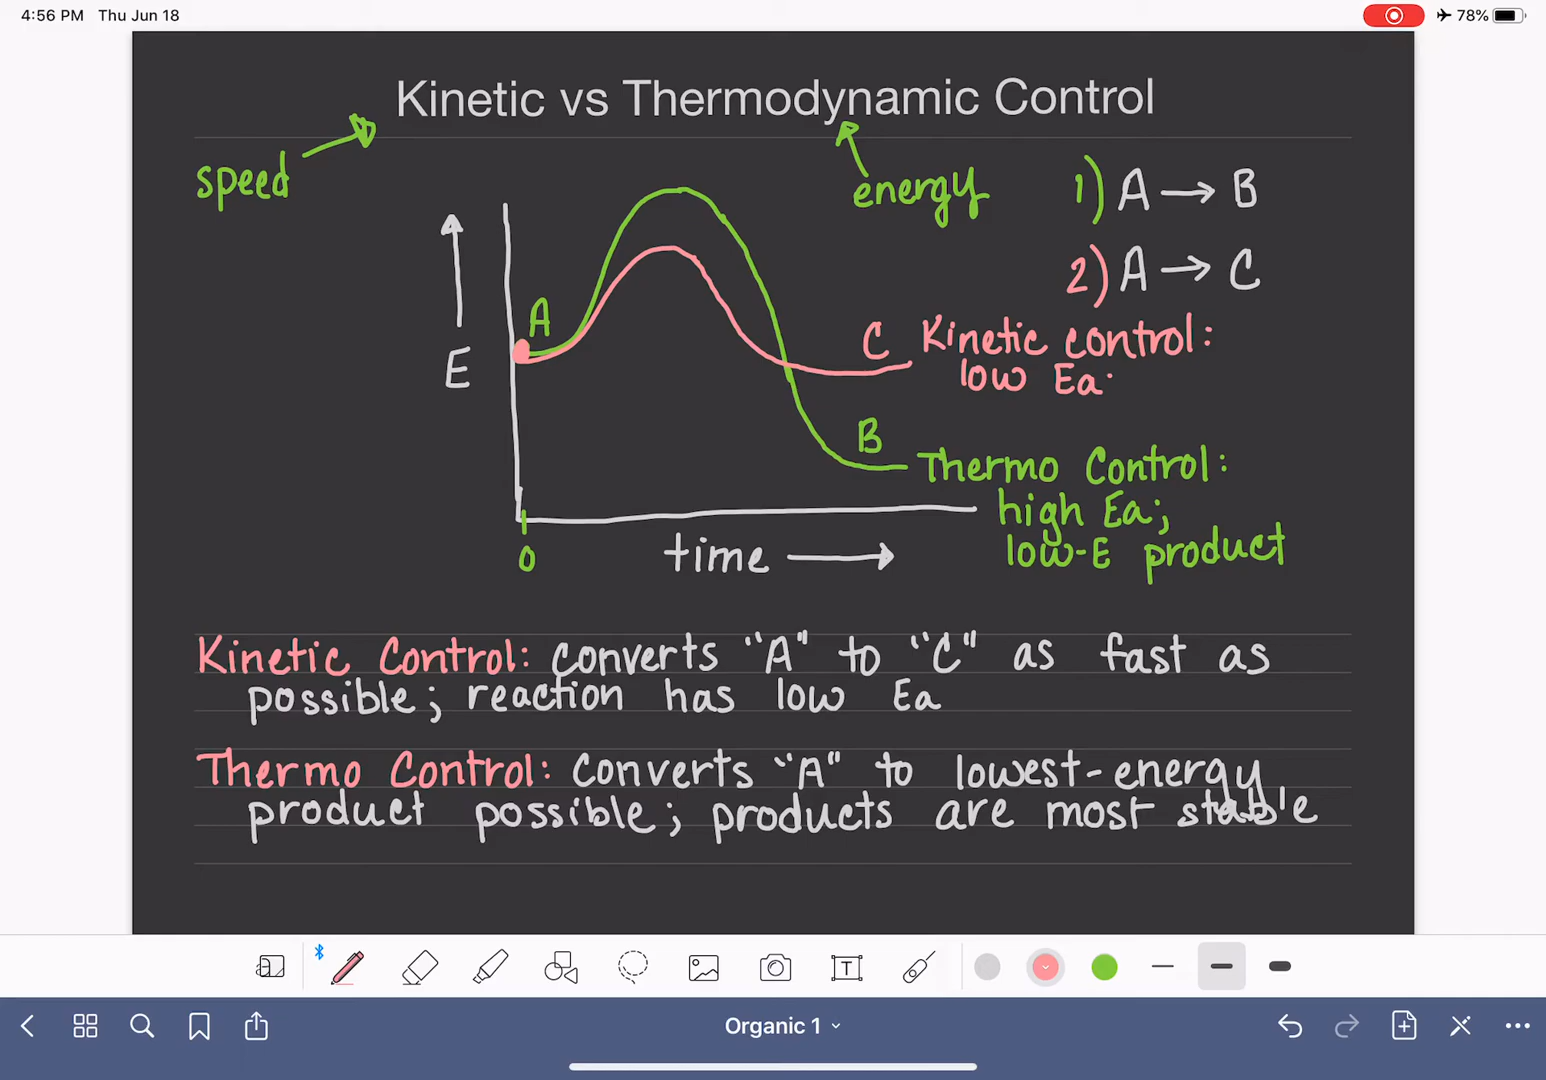 4:56 PM Thu Jun 18
78%
Kinetic vs Thermodynamic Control
speed
energy
1) A → B
2) A → C
A
E
C
Kinetic control:
low Ea
B
Thermo Control:
high Ea;
low-E product
0
time →
Kinetic Control: converts "A" to "C" as fast as
possible; reaction has low Ea
Thermo Control: converts "A" to lowest-energy
product possible; products are most stable
T
Organic 1